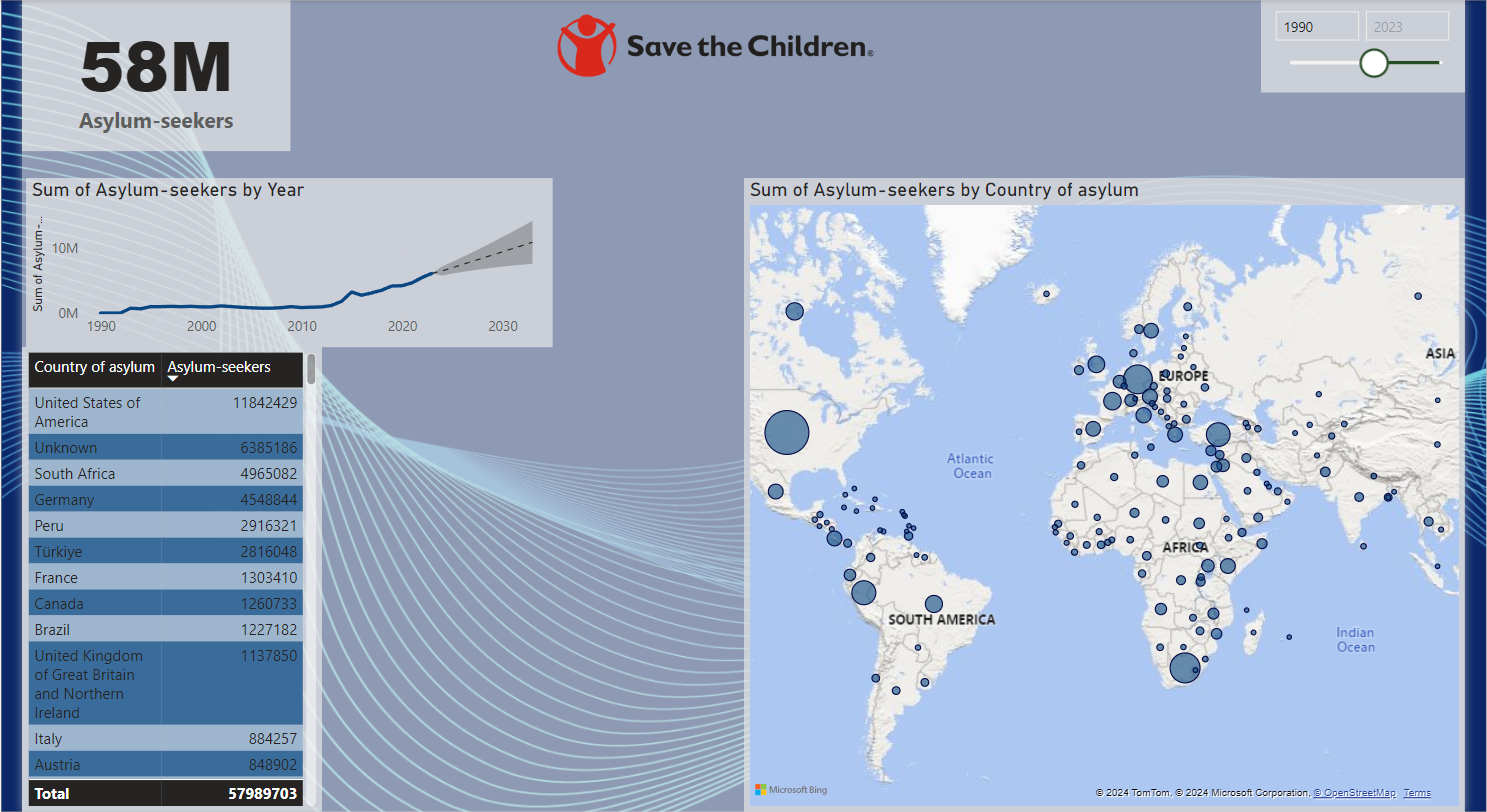 58M
Asylum-seekers
Save the Children®
1990
2023
Sum of Asylum-seekers by Year
Sum of Asylum-...
10M
0M
1990 2000 2010 2020 2030
Country of asylum Asylum-seekers
United States of
America 11842429
Unknown 6385186
South Africa 4965082
Germany 4548844
Peru 2916321
Türkiye 2816048
France 1303410
Canada 1260733
Brazil 1227182
United Kingdom 1137850
of Great Britain
and Northern
Ireland
Italy 884257
Austria 848902
Total 57989703
Sum of Asylum-seekers by Country of asylum
ASIA
EUROPE
Atlantic
Ocean
AFRICA
SOUTH AMERICA
Indian
Ocean
Microsoft Bing
© 2024 TomTom, © 2024 Microsoft Corporation, © OpenStreetMap Terms